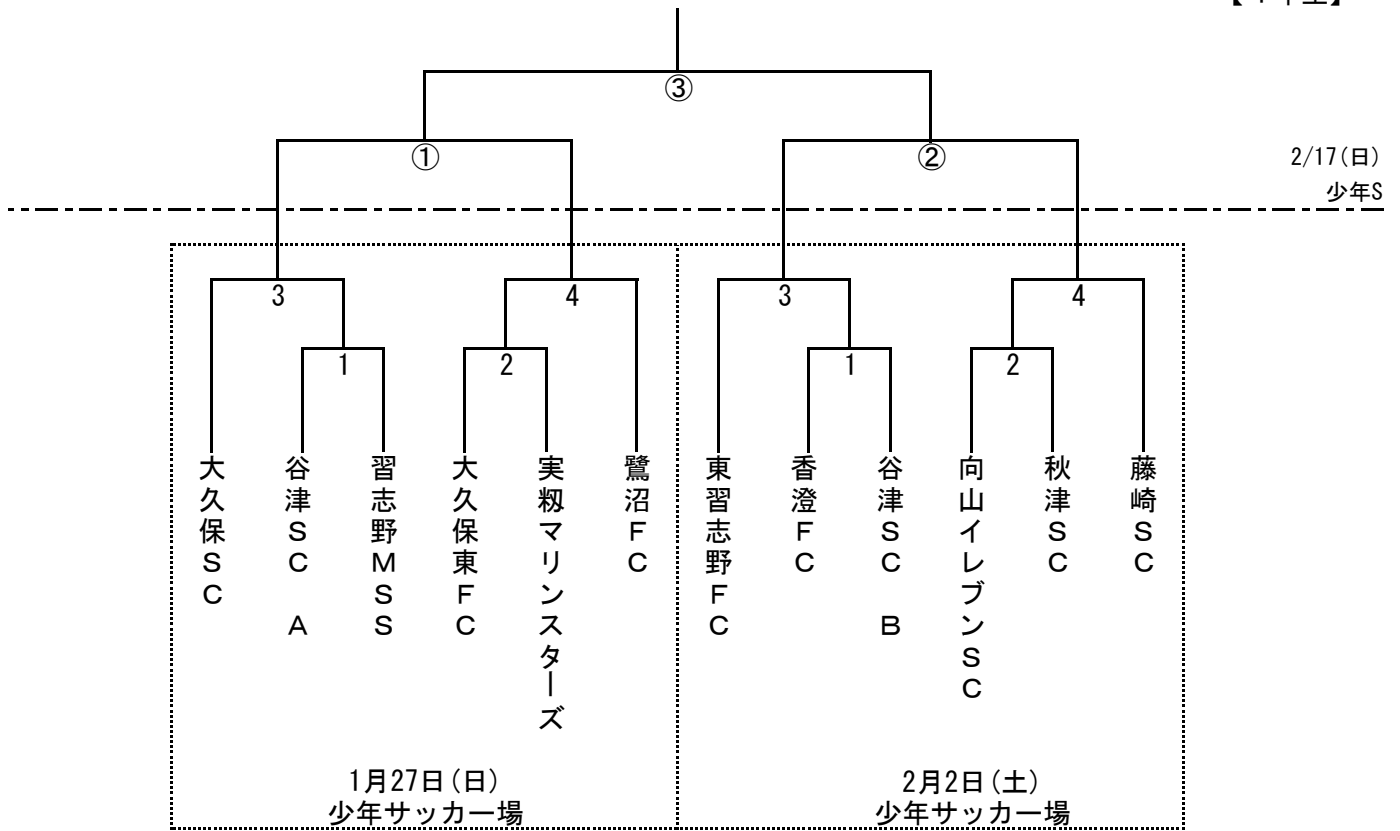 ③
①
②
2/17(日)
少年S
3
4
3
4
1
2
1
2
大久保SC
谷津SC A
習志野MSS
大久保東FC
実籾マリンスターズ
鷺沼FC
東習志野FC
香澄FC
谷津SC B
向山イレブンSC
秋津SC
藤崎SC
1月27日(日)
少年サッカー場
2月2日(土)
少年サッカー場